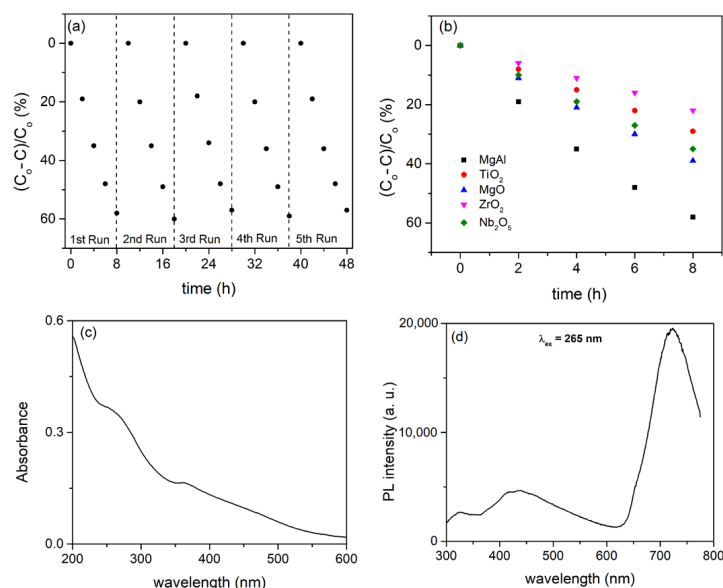 (a)
0
20
40
60
(Co-C)/Co (%)
1st Run
2nd Run
3rd Run
4th Run
5th Run
0
8
16
24
32
40
48
time (h)
(b)
0
20
40
60
(Co-C)/Co (%)
MgAl
TiO2
MgO
ZrO2
Nb2O5
0
2
4
6
8
time (h)
(c)
0.6
0.3
0.0
Absorbance
200
300
400
500
600
wavelength (nm)
(d)
λex = 265 nm
20,000
10,000
0
PL intensity (a. u.)
300
400
500
600
700
800
wavelength (nm)